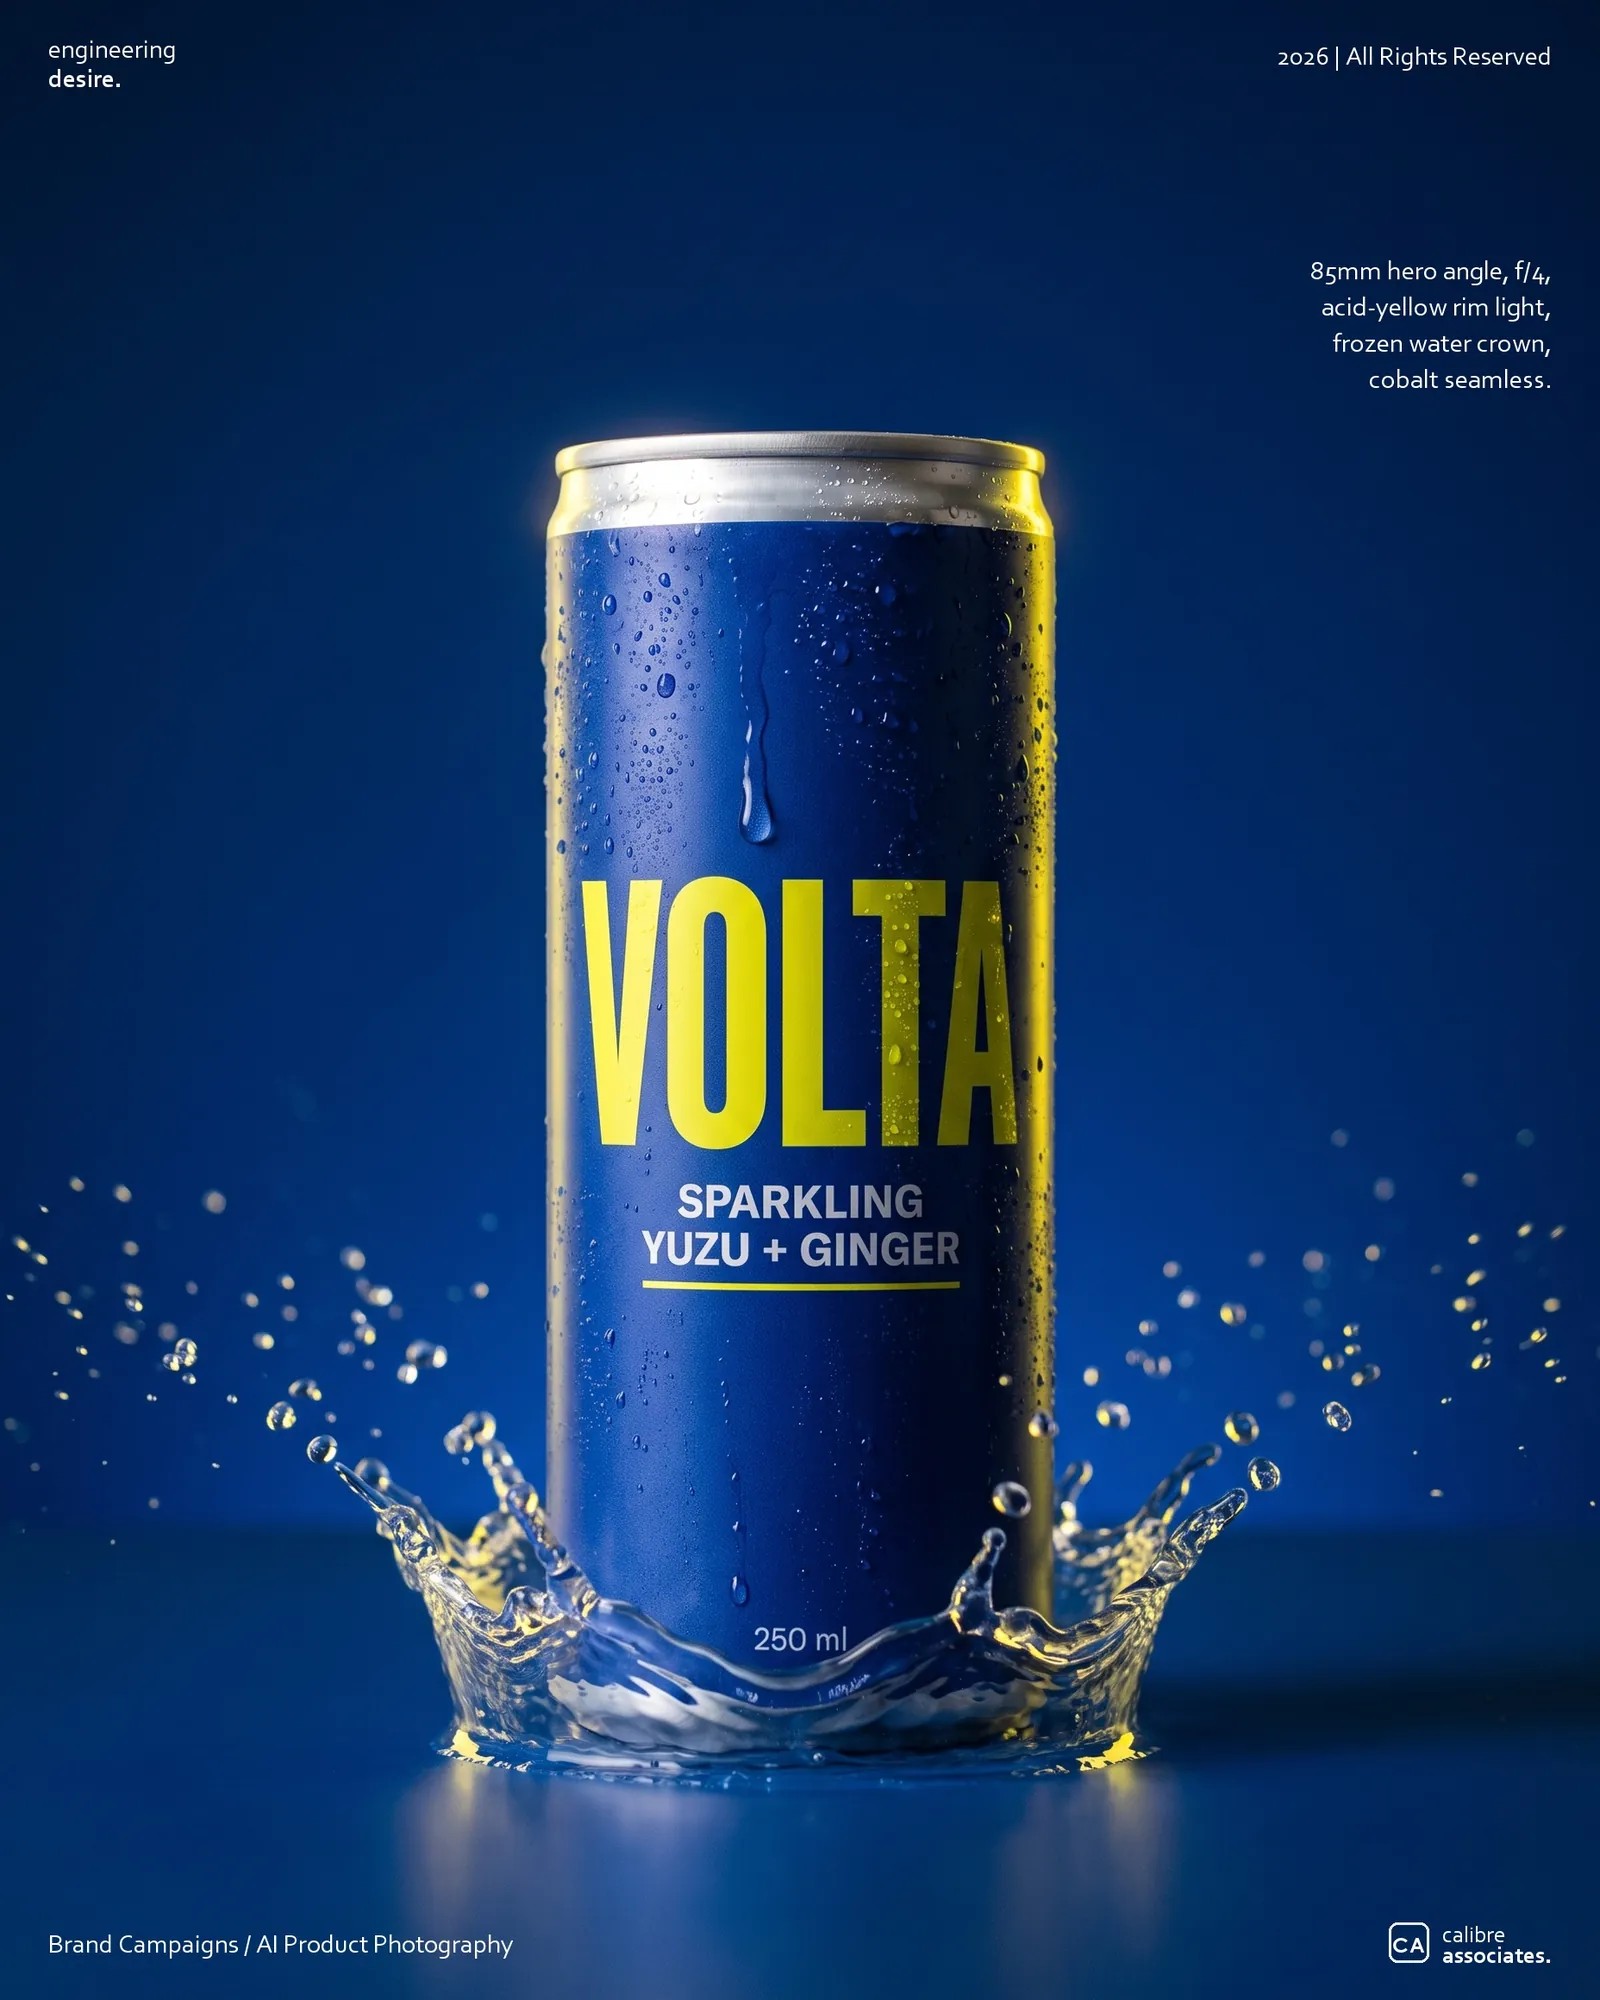 engineering
desire.
2026 | All Rights Reserved
85mm hero angle, f/4,
acid-yellow rim light,
frozen water crown,
cobalt seamless.
VOLTA
SPARKLING
YUZU + GINGER
250 ml
Brand Campaigns / AI Product Photography
CA
calibre
associates.